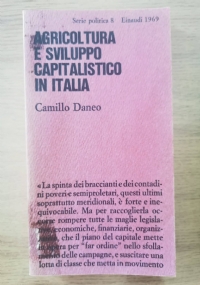 Serie politica 8 Einaudi 1969
AGRICOLTURA
E SVILUPPO
CAPITALISTICO
IN ITALIA
Camillo Daneo
«La spinta dei braccianti e dei contadi-
ni poveri e semiproletari, questi ultimi
soprattutto meridionali, è forte e ine-
quivocabile. Ma per raccoglierla oc-
corre rompere tutte le maglie legisla-
economiche, finanziarie, organiz-
che il piano del capitale mette
in opera per "far ordine" nello sfolla-
mento delle campagne, e suscitare una
lotta di classe che metta in movimento